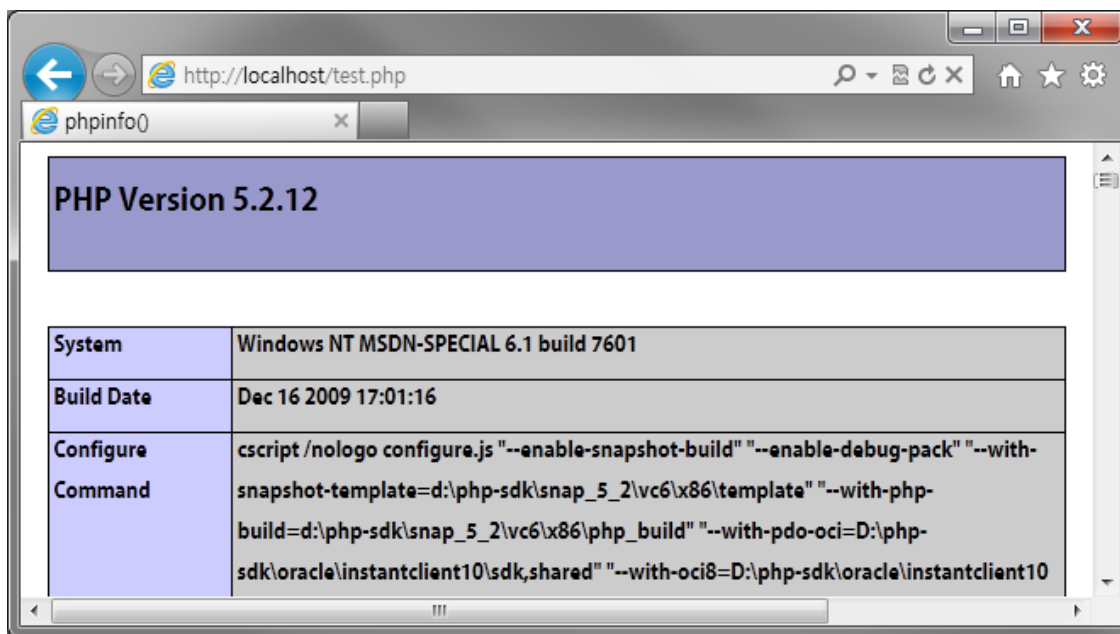 http://localhost/test.php
phpinfo()
PHP Version 5.2.12
System Windows NT MSDN-SPECIAL 6.1 build 7601
Build Date Dec 16 2009 17:01:16
Configure cscript /nologo configure.js "--enable-snapshot-build" "--enable-debug-pack" "--with-
Command snapshot-template=d:\php-sdk\snap_5_2\vc6\x86\template" "--with-php-
build=d:\php-sdk\snap_5_2\vc6\x86\php_build" "--with-pdo-oci=D:\php-
sdk\oracle\instantclient10\sdk,shared" "--with-oci8=D:\php-sdk\oracle\instantclient10